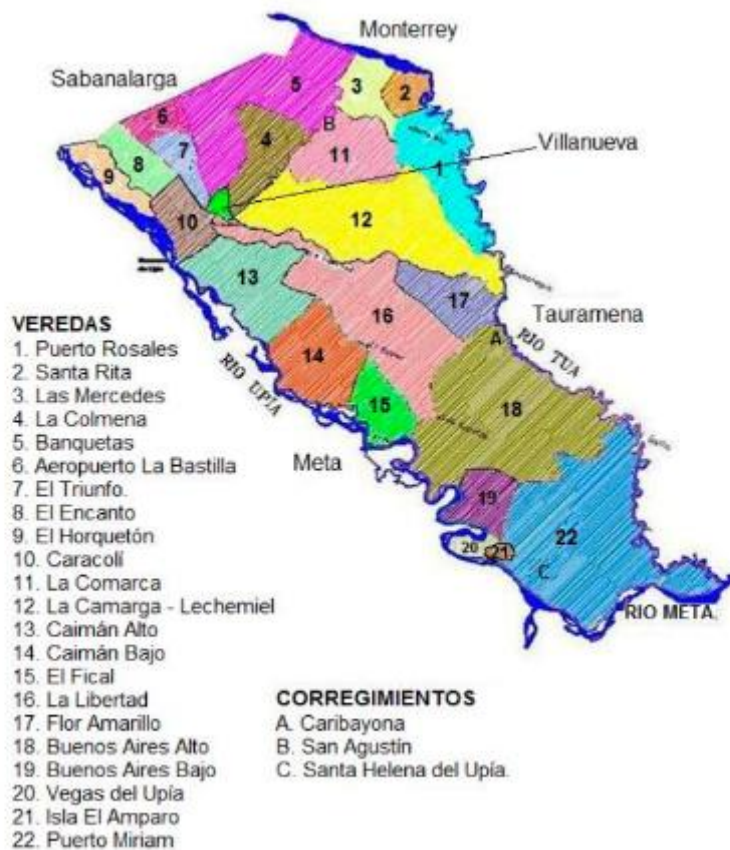 Monterrey
Sabanalarga
Villanueva
5
3
2
6
B
4
7
11
1
8
9
12
10
13
17
16
Tauramena
A
RIO TUA
14
RIO UPÍA
15
18
Meta
19
22
20
21
C
RIO META.
VEREDAS
1. Puerto Rosales
2. Santa Rita
3. Las Mercedes
4. La Colmena
5. Banquetas
6. Aeropuerto La Bastilla
7. El Triunfo.
8. El Encanto
9. El Horquetón
10. Caracolí
11. La Comarca
12. La Camarga - Lechemiel
13. Caimán Alto
14. Caimán Bajo
15. El Fical
16. La Libertad
17. Flor Amarillo
18. Buenos Aires Alto
19. Buenos Aires Bajo
20. Vegas del Upía
21. Isla El Amparo
22. Puerto Miriam
CORREGIMIENTOS
A. Caribayona
B. San Agustín
C. Santa Helena del Upía.